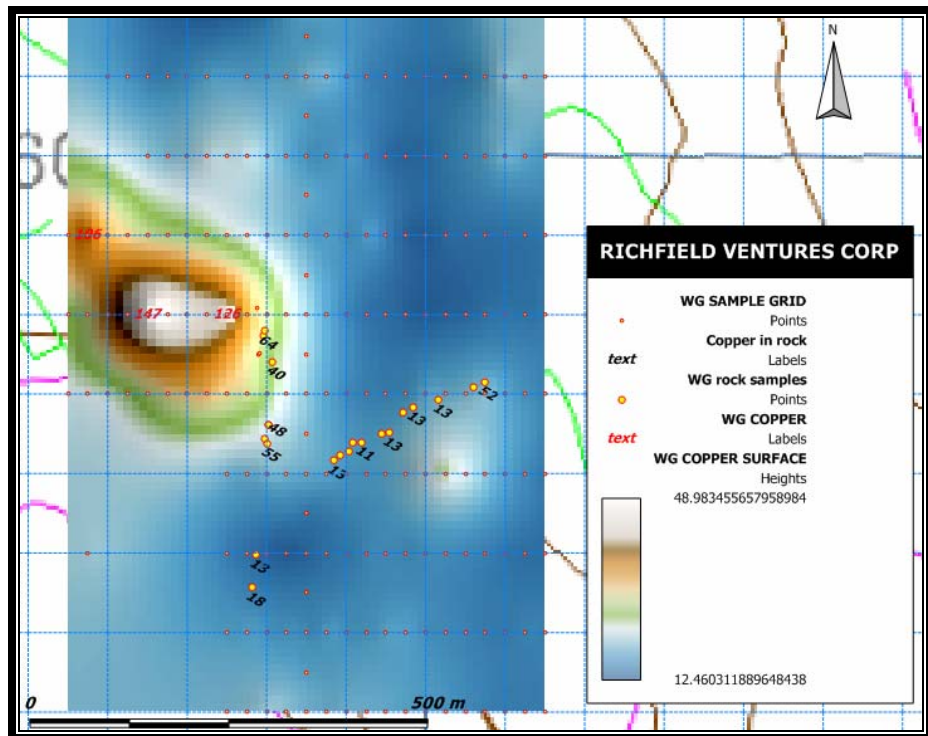 N
SO
106
147
126
64
40
48
55
52
13
13
13
11
13
13
18
RICHFIELD VENTURES CORP
WG SAMPLE GRID
Points
Copper in rock
text Labels
WG rock samples
Points
WG COPPER
text Labels
WG COPPER SURFACE
Heights
48.983455657958984
12.460311889648438
0 500 m